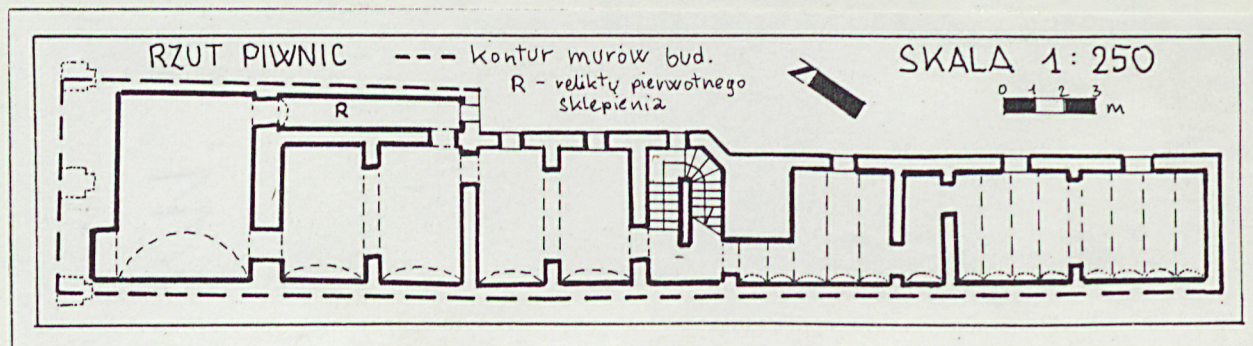 RZUT PIWNIC
--- kontur murów bud.
R - relikty pierwotnego
sklepienia
SKALA 1:250
N
0 1 2 3
m
R